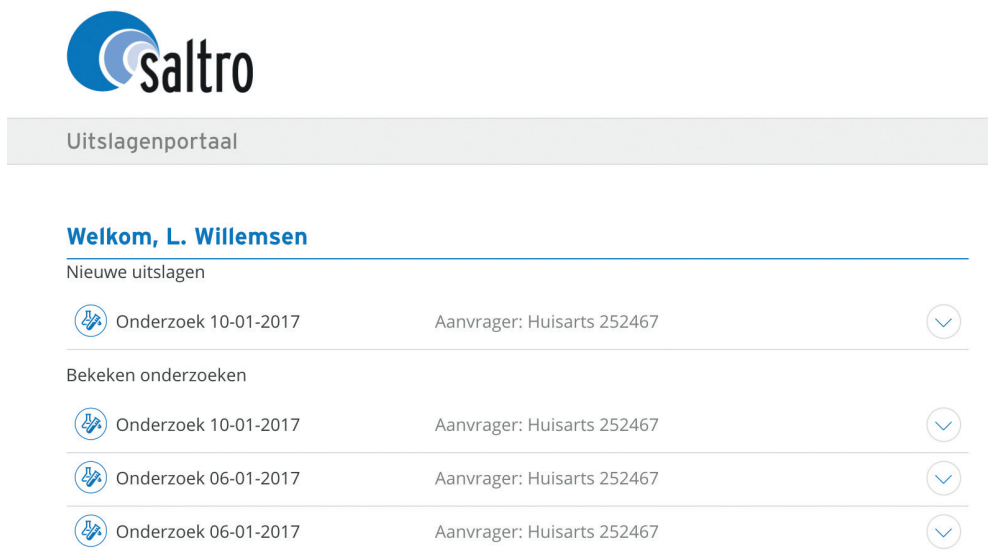 saltro
Uitslagenportaal
Welkom, L. Willemsen
Nieuwe uitslagen
Onderzoek 10-01-2017 Aanvrager: Huisarts 252467
Bekeken onderzoeken
Onderzoek 10-01-2017 Aanvrager: Huisarts 252467
Onderzoek 06-01-2017 Aanvrager: Huisarts 252467
Onderzoek 06-01-2017 Aanvrager: Huisarts 252467